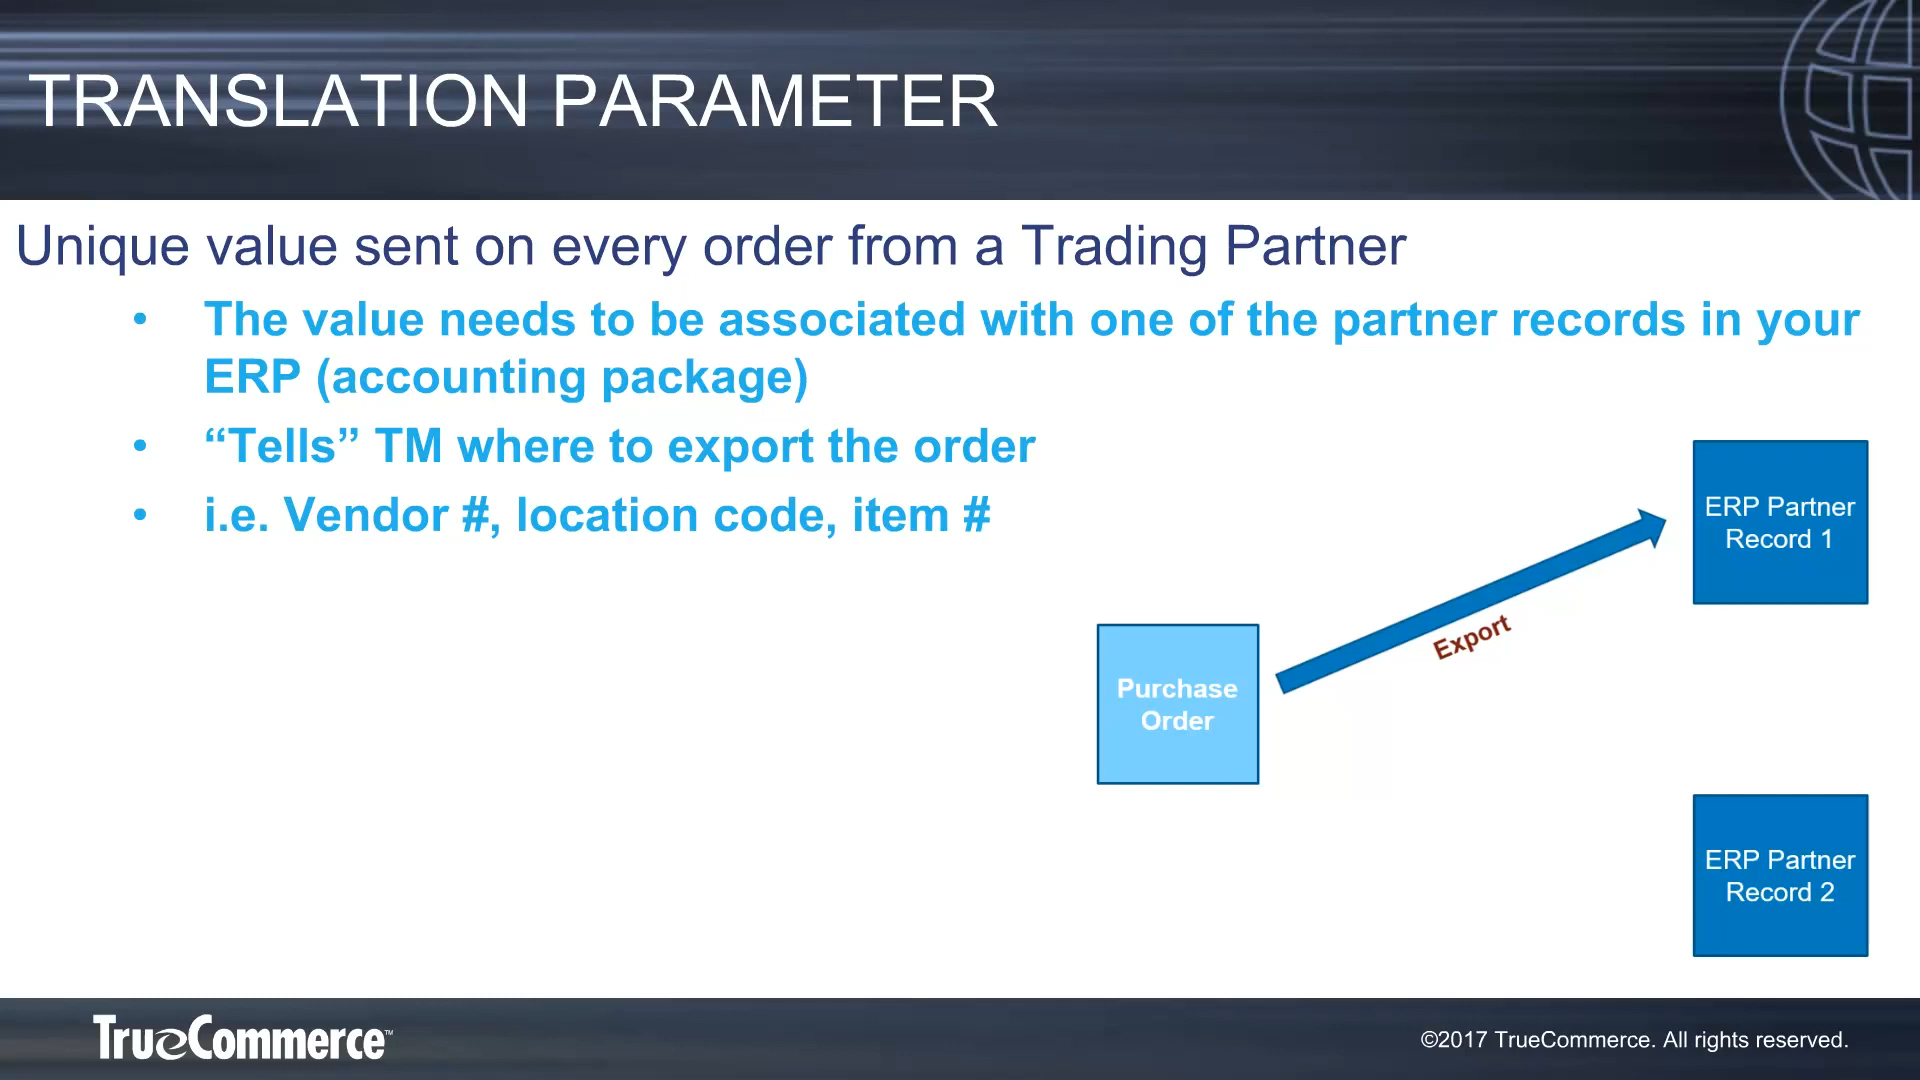 TRANSLATION PARAMETER
Unique value sent on every order from a Trading Partner
• The value needs to be associated with one of the partner records in your
ERP (accounting package)
• “Tells” TM where to export the order
• i.e. Vendor #, location code, item #
ERP Partner
Record 1
Export
Purchase
Order
ERP Partner
Record 2
TrueCommerce™
©2017 TrueCommerce. All rights reserved.